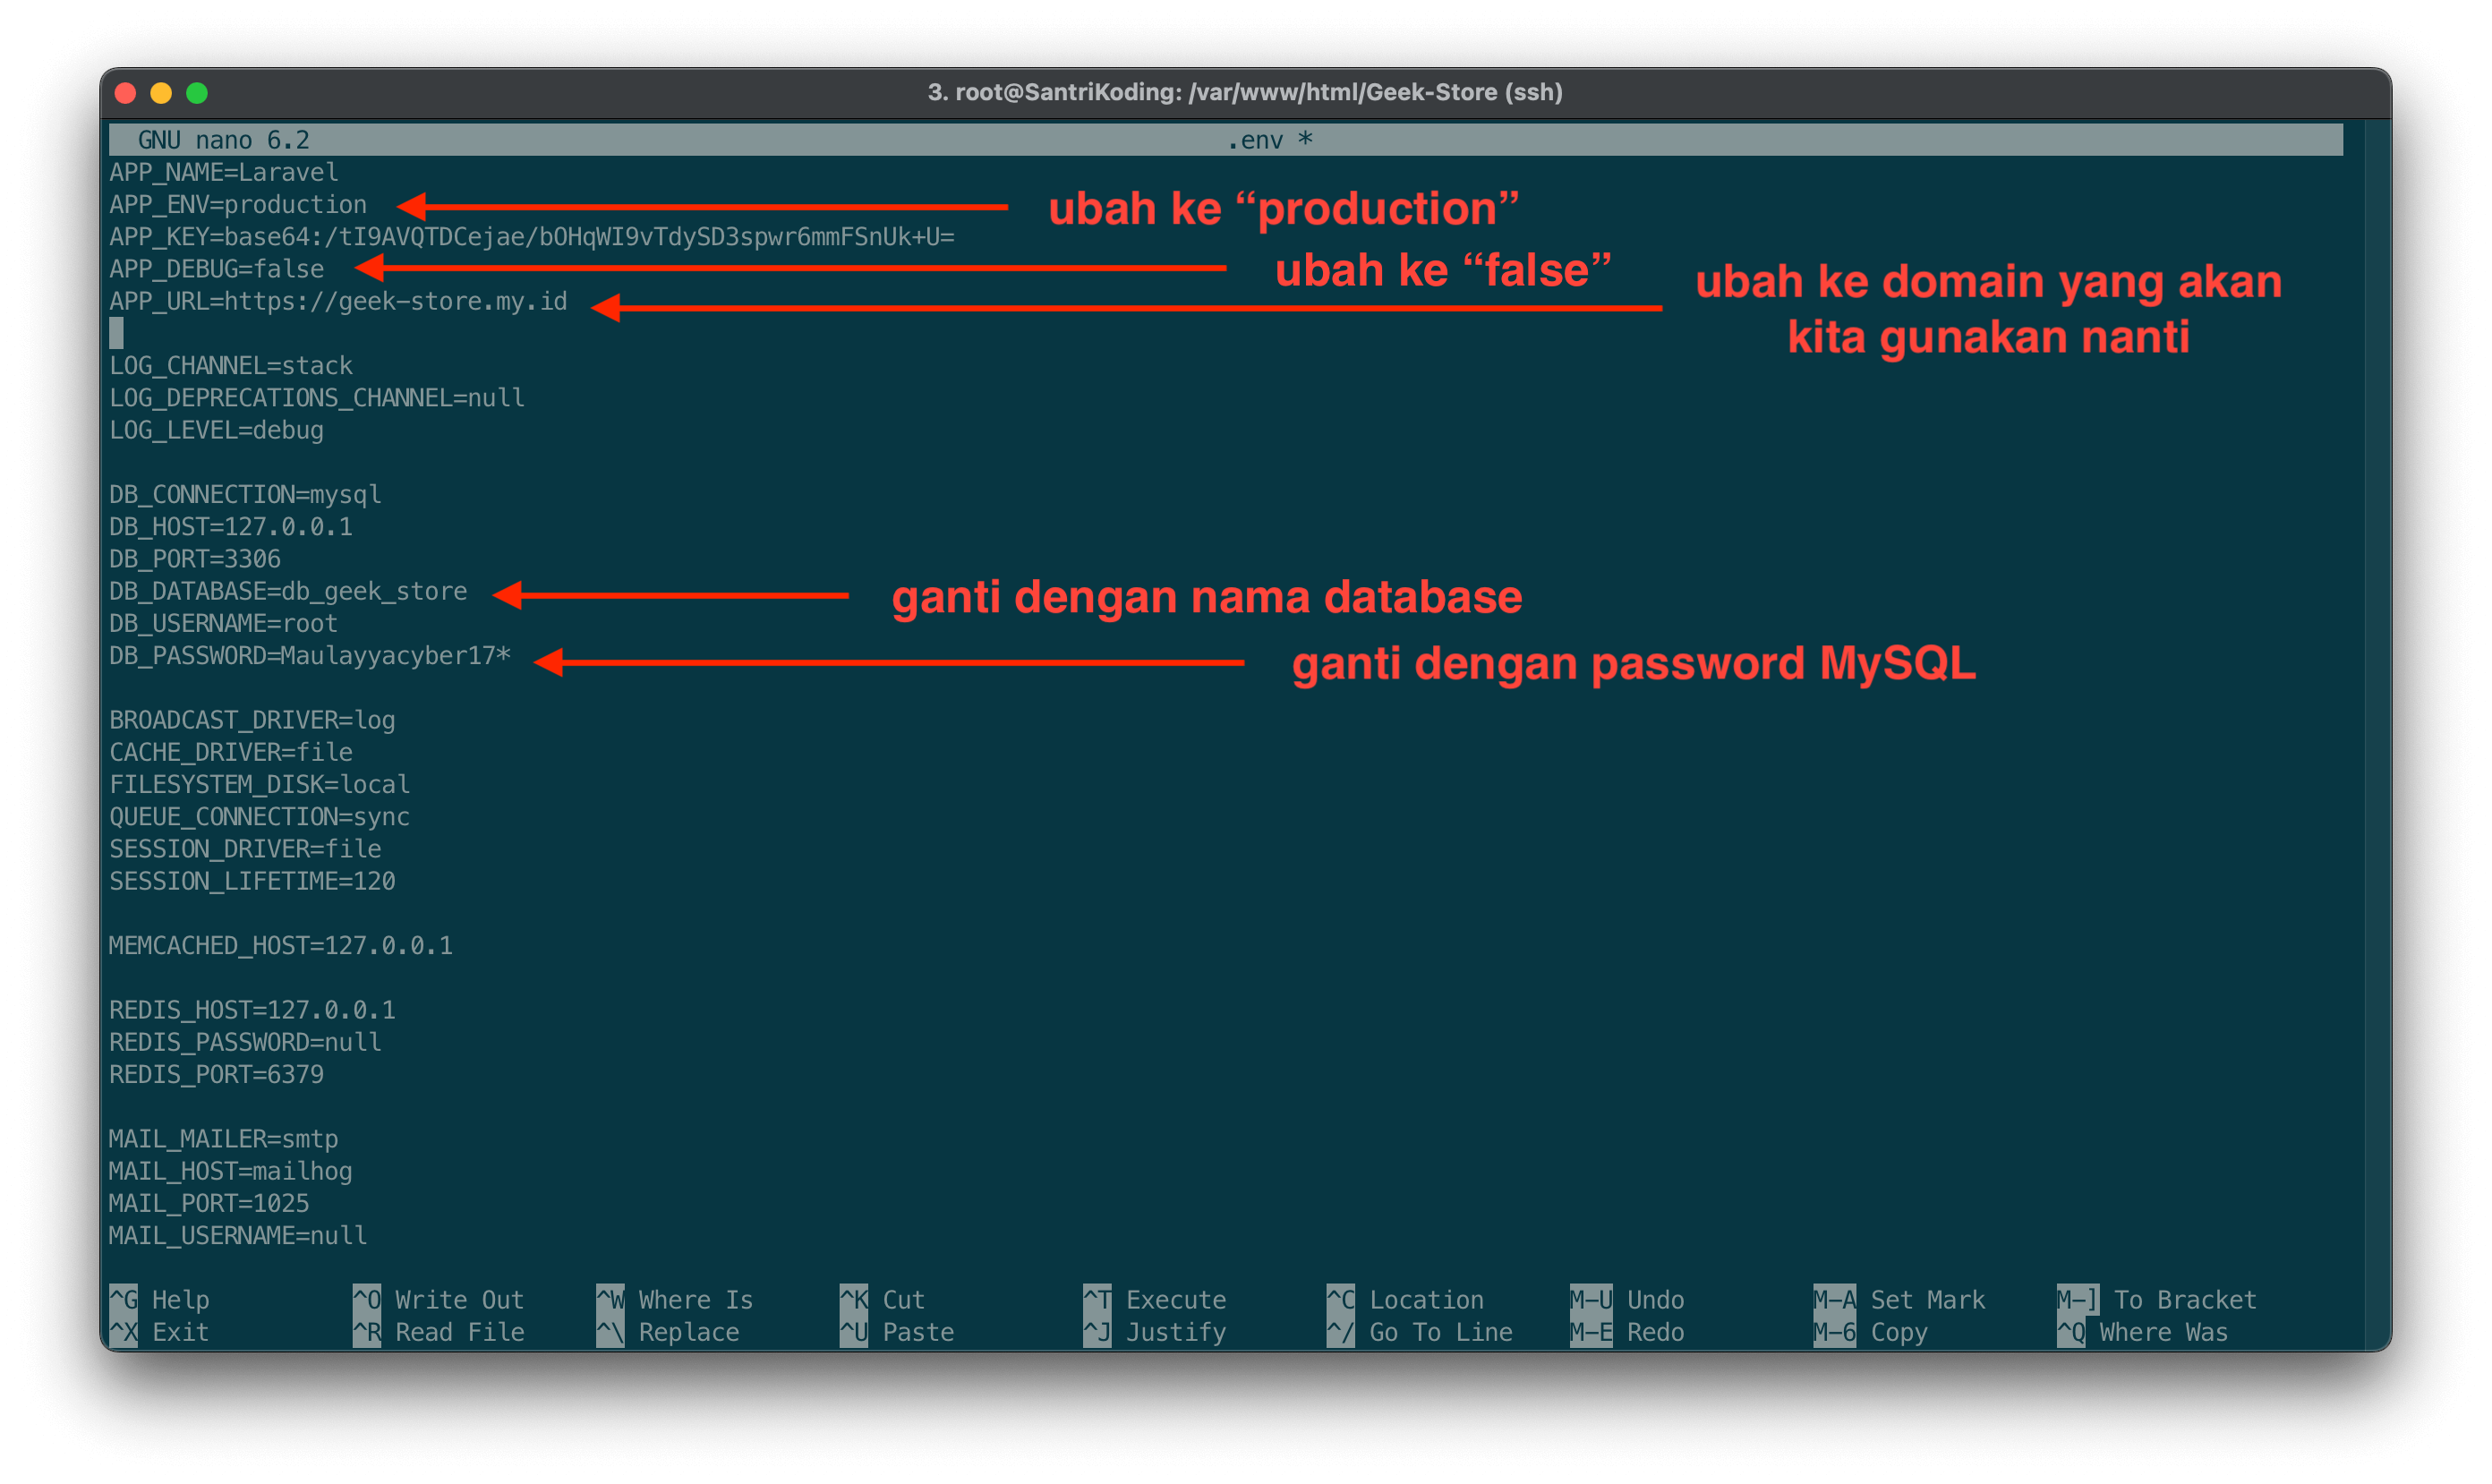 3. root@SantriKoding: /var/www/html/Geek-Store (ssh)
GNU nano 6.2 .env *
APP_NAME=Laravel
APP_ENV=production
ubah ke “production”
APP_KEY=base64:/tI9AVQTDCejae/bOHqWI9vTdySD3spwr6mmFSnUk+U=
APP_DEBUG=false
ubah ke “false”
APP_URL=https://geek-store.my.id
ubah ke domain yang akan
kita gunakan nanti
LOG_CHANNEL=stack
LOG_DEPRECATIONS_CHANNEL=null
LOG_LEVEL=debug
DB_CONNECTION=mysql
DB_HOST=127.0.0.1
DB_PORT=3306
DB_DATABASE=db_geek_store
ganti dengan nama database
DB_USERNAME=root
DB_PASSWORD=Maulayyacyber17*
ganti dengan password MySQL
BROADCAST_DRIVER=log
CACHE_DRIVER=file
FILESYSTEM_DISK=local
QUEUE_CONNECTION=sync
SESSION_DRIVER=file
SESSION_LIFETIME=120
MEMCACHED_HOST=127.0.0.1
REDIS_HOST=127.0.0.1
REDIS_PASSWORD=null
REDIS_PORT=6379
MAIL_MAILER=smtp
MAIL_HOST=mailhog
MAIL_PORT=1025
MAIL_USERNAME=null
^G Help ^O Write Out ^W Where Is ^K Cut ^T Execute ^C Location M-U Undo M-A Set Mark M-] To Bracket
^X Exit ^R Read File ^\ Replace ^U Paste ^J Justify ^/ Go To Line M-E Redo M-6 Copy ^Q Where Was